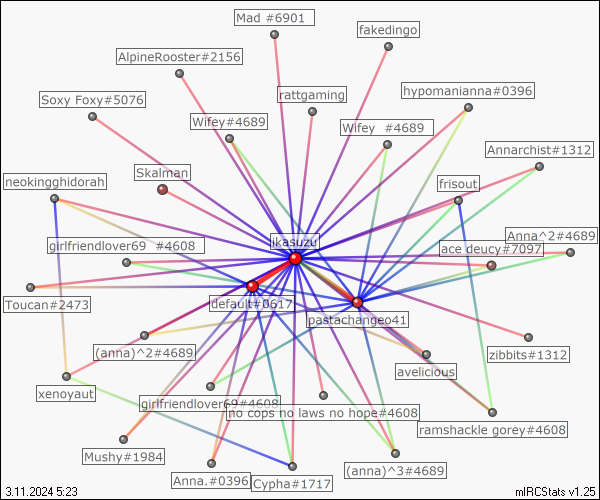 Mad #6901
fakedingo
AlpineRooster#2156
hypomanianna#0396
rattgaming
Soxy Foxy#5076
Wifey#4689
Wifey #4689
Annarchist#1312
Skalman
neokingghidorah
frisout
Anna^2#4689
jkasuzu
girlfriendlover69 #4608
ace deucy#7097
Toucan#2473
default#0617
pastachange041
(anna)^2#4689
zibbits#1312
avelicious
xenoyaut
girlfriendlover69#4608
no cops no laws no hope#4608
ramshackle gorey#4608
Mushy#1984
Anna.#0396
Cypha#1717
(anna)^3#4689
3.11.2024 5:23
mIRCStats v1.25